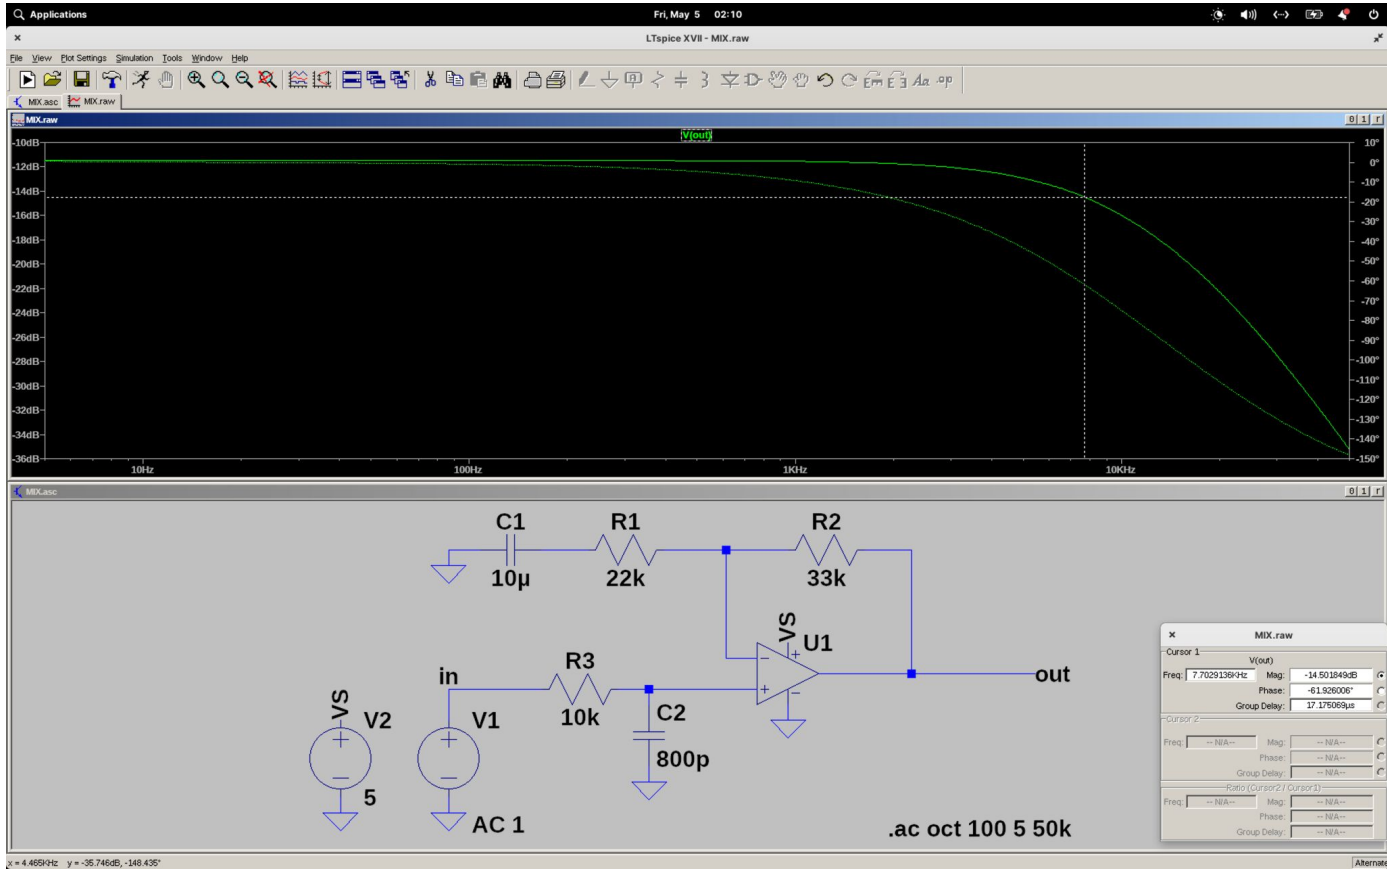 Applications
Fri, May 5 02:10
LTspice XVII - MIX.raw
File View Plot Settings Simulation Tools Window Help
MIX.asc MIX.raw
MIX.raw
V(out)
-10dB
-12dB
-14dB
-16dB
-18dB
-20dB
-22dB
-24dB
-26dB
-28dB
-30dB
-32dB
-34dB
-36dB
10°
0°
-10°
-20°
-30°
-40°
-50°
-60°
-70°
-80°
-90°
-100°
-110°
-120°
-130°
-140°
-150°
10Hz 100Hz 1KHz 10KHz
MIX.asc
C1 R1 R2
10µ 22k 33k
VS
U1
in
R3
out
VS
V2
V1
10k
C2
800p
5
AC 1
.ac oct 100 5 50k
MIX.raw
Cursor 1
V(out)
Freq: 7.7029136KHz Mag: -14.501849dB
Phase: -61.926006°
Group Delay: 17.175069µs
Cursor 2
Freq: -- N/A-- Mag: -- N/A--
Phase: -- N/A--
Group Delay: -- N/A--
Ratio (Cursor2 / Cursor1)
Freq: -- N/A-- Mag: -- N/A--
Phase: -- N/A--
Group Delay: -- N/A--
x = 4.465KHz y = -35.746dB, -148.435°
Alternate